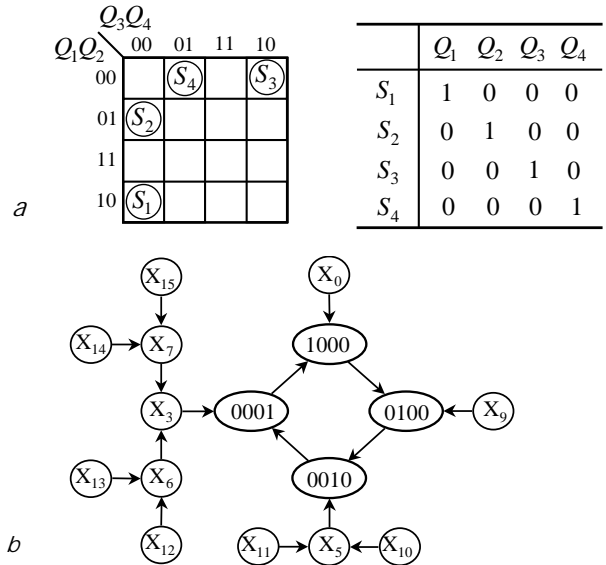 Q₃Q₄
Q₁Q₂ 00 01 11 10
00 S₄ S₃
01 S₂
11
10 S₁
a
Q₁ Q₂ Q₃ Q₄
S₁ 1 0 0 0
S₂ 0 1 0 0
S₃ 0 0 1 0
S₄ 0 0 0 1
X₁₅ X₀
X₁₄ X₇ 1000
X₃ 0001 0100 X₉
X₁₃ X₆ 0010
b X₁₂ X₁₁ X₅ X₁₀